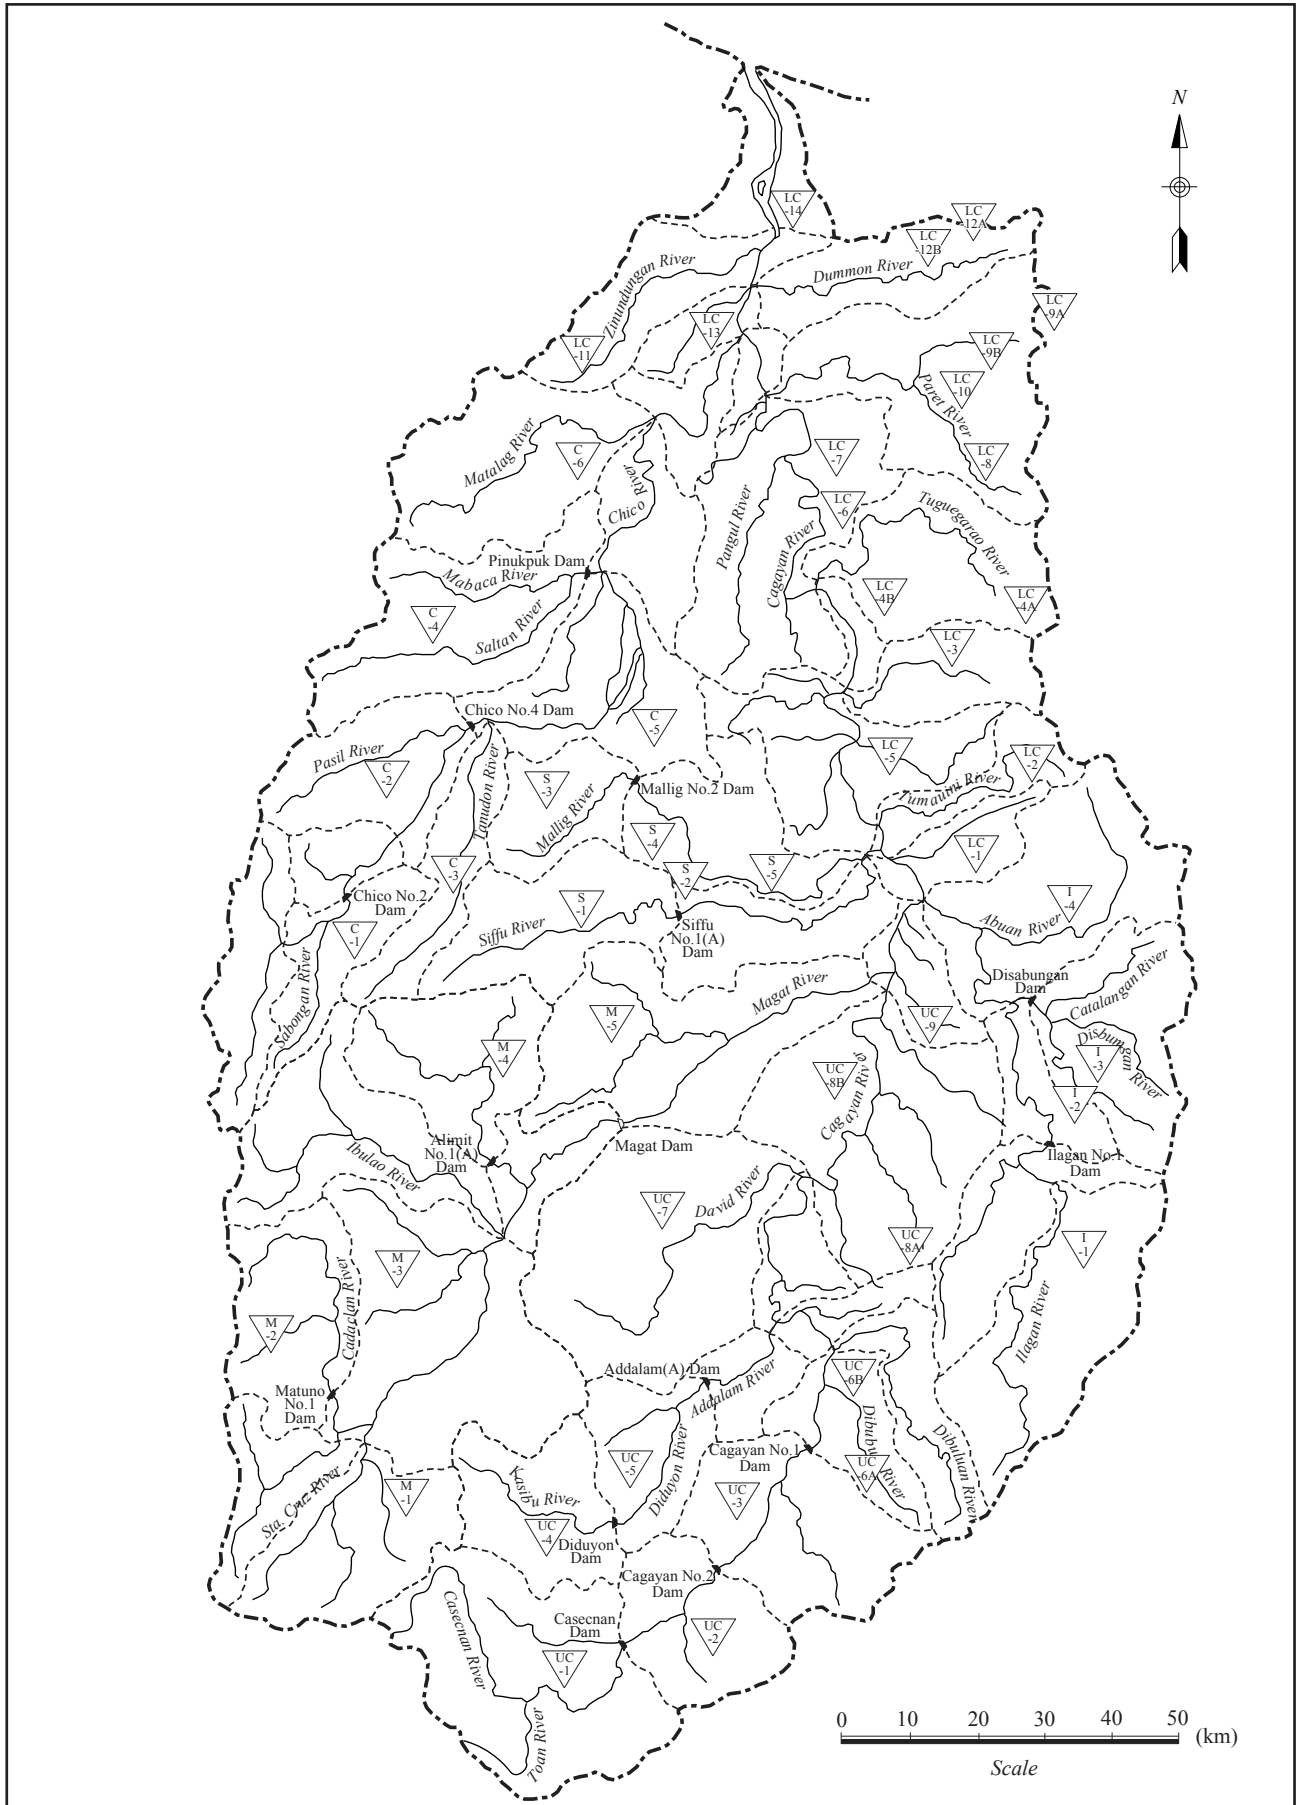 N
LC
-14
LC
-12A
LC
-12B
Zinundungan River
Dummon River
LC
-9A
LC
-13
LC
-11
LC
-9B
LC
-10
Paret River
Matalag River
C
-6
LC
-7
LC
-8
Chico River
Pangul River
LC
-6
Tuguegarao River
Cagayan River
Pinukpuk Dam
Mabaca River
LC
-4B
LC
-4A
C
-4
Saltan River
LC
-3
Chico No.4 Dam
C
-5
Pasil River
C
-2
Tanudon River
S
-3
Mallig No.2 Dam
Mallig River
LC
-5
LC
-2
Tumauini River
S
-4
LC
-1
C
-3
S
-2
S
-5
Chico No.2
Dam
S
-1
I
-4
C
-1
Siffu River
Siffu
No.1(A)
Dam
Abuan River
Sabongan River
Magat River
Disabungan
Dam
Catalangan River
M
-5
UC
-9
M
-4
Disbumgan River
I
-3
UC
-8B
Cagayan River
I
-2
Alimit
No.1(A)
Dam
Magat Dam
Ibulao River
Ilagan No.1
Dam
UC
-7
David River
UC
-8A
I
-1
M
-3
Cadaclan River
M
-2
Ilagan River
Addalam(A) Dam
Addalam River
UC
-6B
Matuno
No.1
Dam
Dibubu River
Dibuluan River
Cagayan No.1
Dam
UC
-5
Diduyon River
UC
-6A
Sta. Cruz River
M
-1
Kasibu River
UC
-3
UC
-4
Diduyon
Dam
Cagayan No.2
Dam
Casecnan River
Casecnan
Dam
UC
-2
UC
-1
Toan River
0 10 20 30 40 50
(km)
Scale